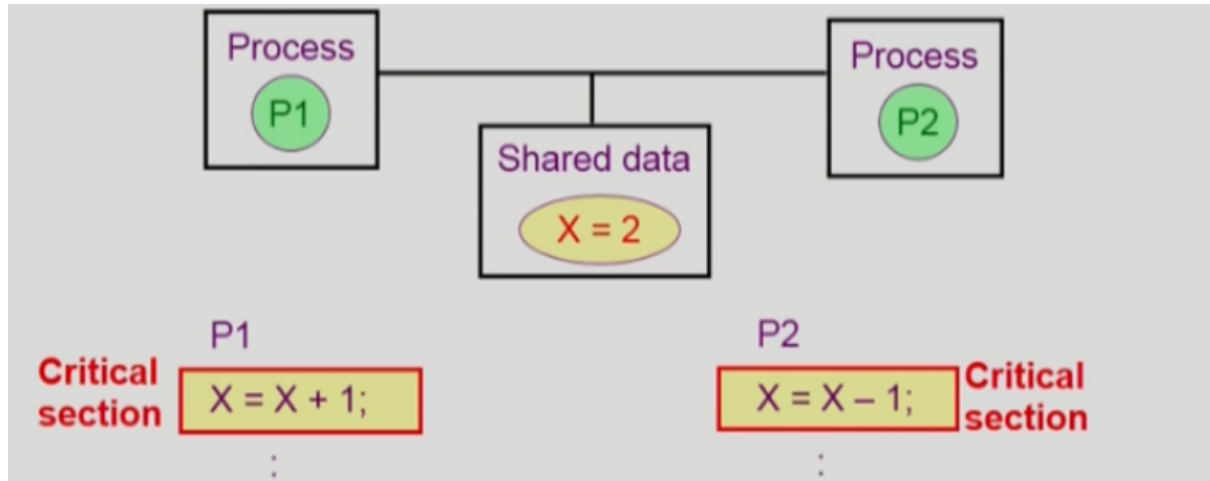 Process
P1
Process
P2
Shared data
X = 2
P1
P2
Critical
section
X = X + 1;
X = X – 1;
Critical
section
:
: